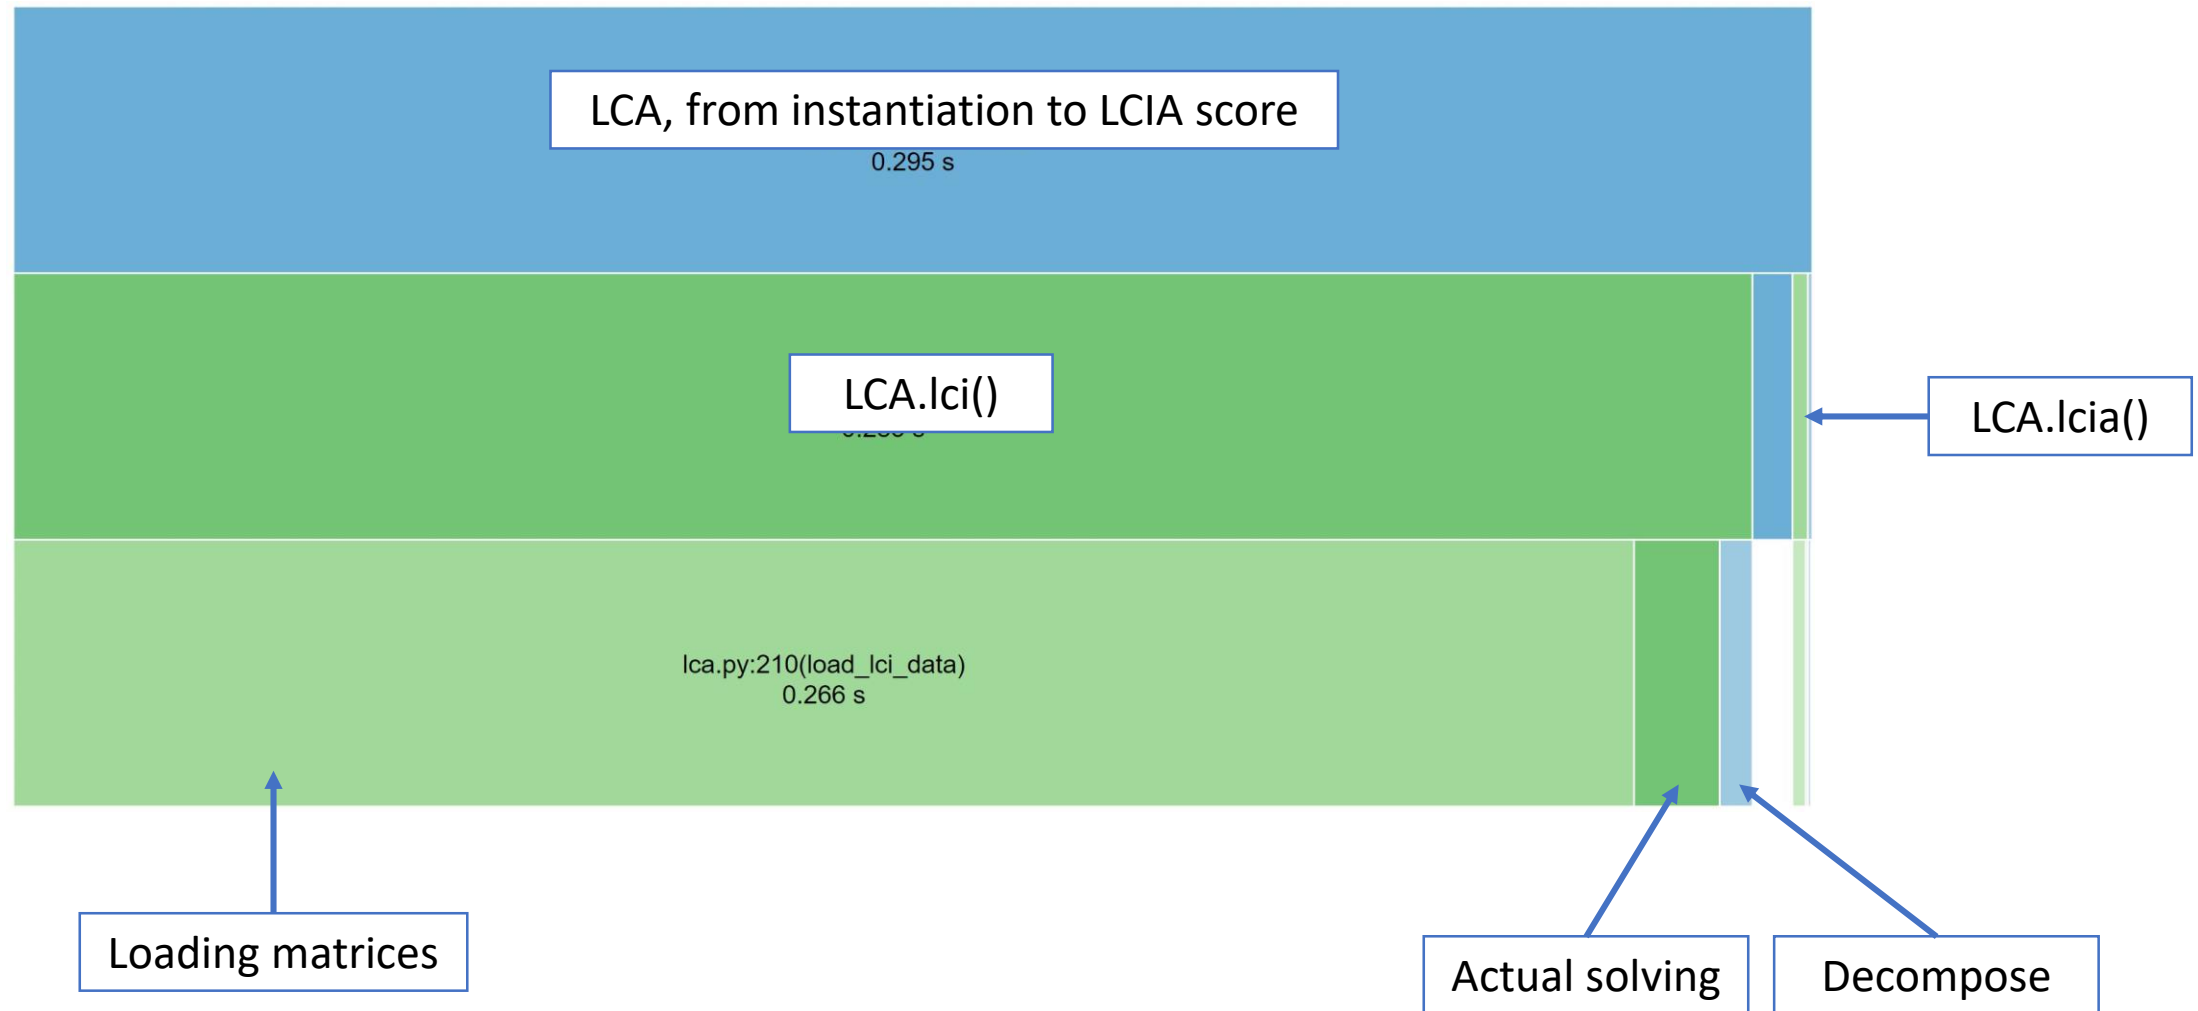 LCA, from instantiation to LCIA score
0.295 s
LCA.lci()
LCA.lcia()
lca.py:210(load_lci_data)
0.266 s
Loading matrices
Actual solving
Decompose